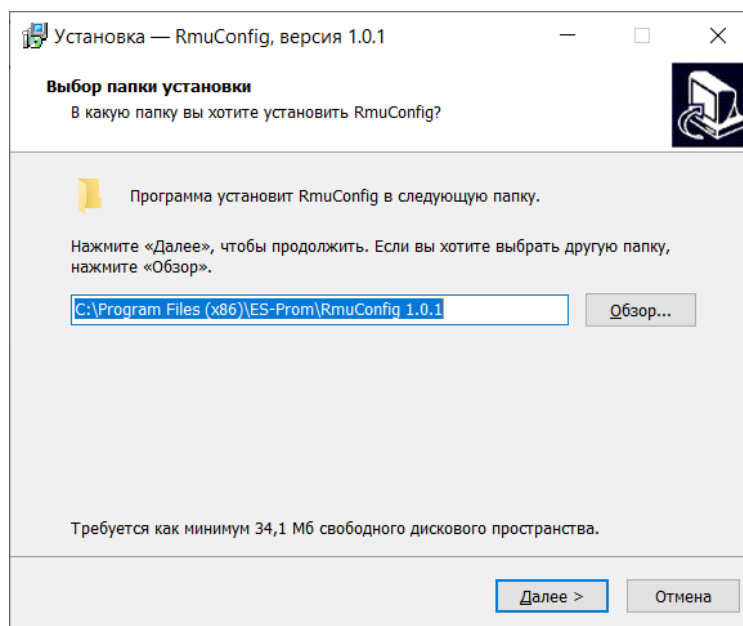 Установка — RmuConfig, версия 1.0.1
Выбор папки установки
В какую папку вы хотите установить RmuConfig?
Программа установит RmuConfig в следующую папку.
Нажмите «Далее», чтобы продолжить. Если вы хотите выбрать другую папку,
нажмите «Обзор».
C:\Program Files (x86)\ES-Prom\RmuConfig 1.0.1
Обзор...
Требуется как минимум 34,1 Мб свободного дискового пространства.
Далее >
Отмена